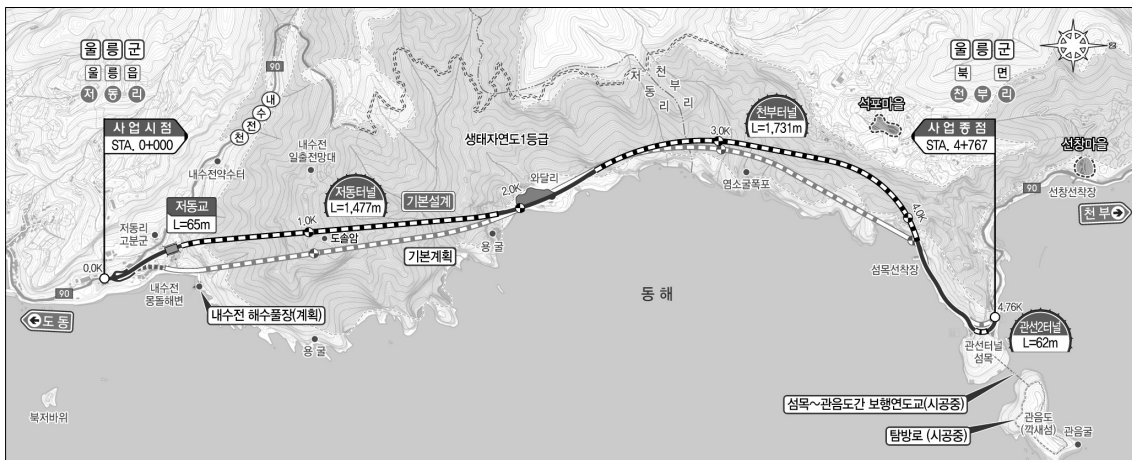 울릉군
울릉읍
저동리
사업시점
STA. 0+000
90
내수전천
내수전약수터
내수전
일출전망대
생태자연도1등급
저동리
천부리
천부터널
L=1,731m
석포마을
울릉군
북면
천부리
사업종점
STA. 4+767
선창마을
선창선착장
90
천부
저동교
L=65m
저동리
고분군
저동터널
L=1,477m
기본설계
2.0K
와달리
3.0K
염소굴폭포
4.0K
1.0K
도솔암
용굴
기본계획
섬목선착장
0.0K
90
도동
내수전
몽돌해변
내수전 해수풀장(계획)
용굴
동해
4.76K
관선2터널
L=62m
관선터널
섬목
섬목~관음도간 보행연도교(시공중)
탐방로 (시공중)
관음도
(깍새섬)
관음굴
북저바위